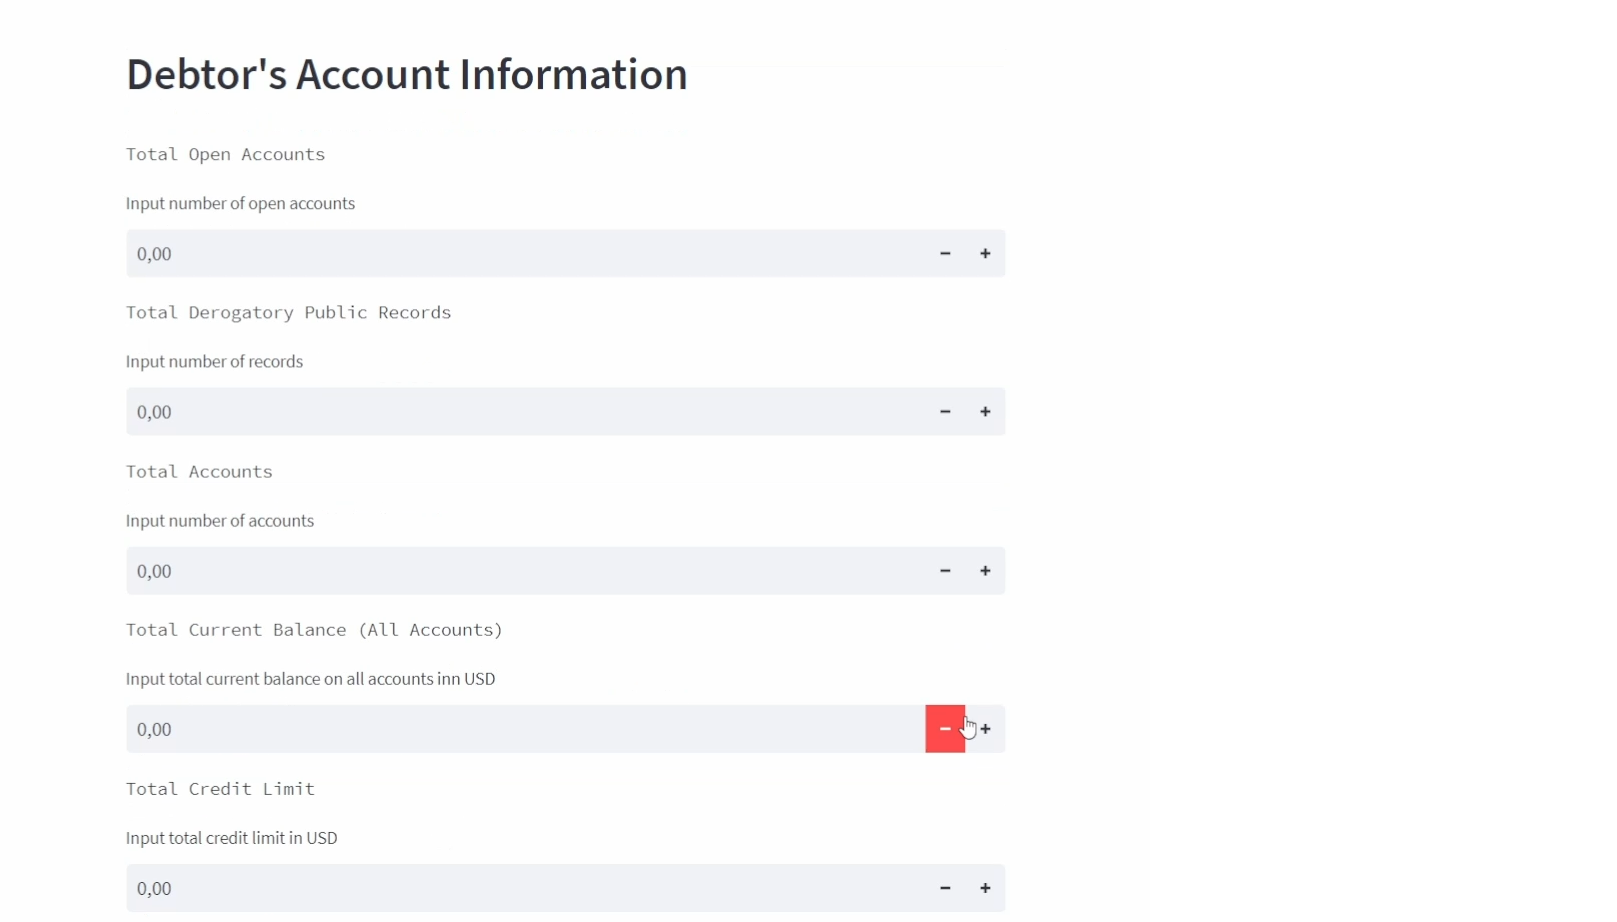 Debtor's Account Information
Total Open Accounts
Input number of open accounts
0,00 − +
Total Derogatory Public Records
Input number of records
0,00 − +
Total Accounts
Input number of accounts
0,00 − +
Total Current Balance (All Accounts)
Input total current balance on all accounts inn USD
0,00 − +
Total Credit Limit
Input total credit limit in USD
0,00 − +